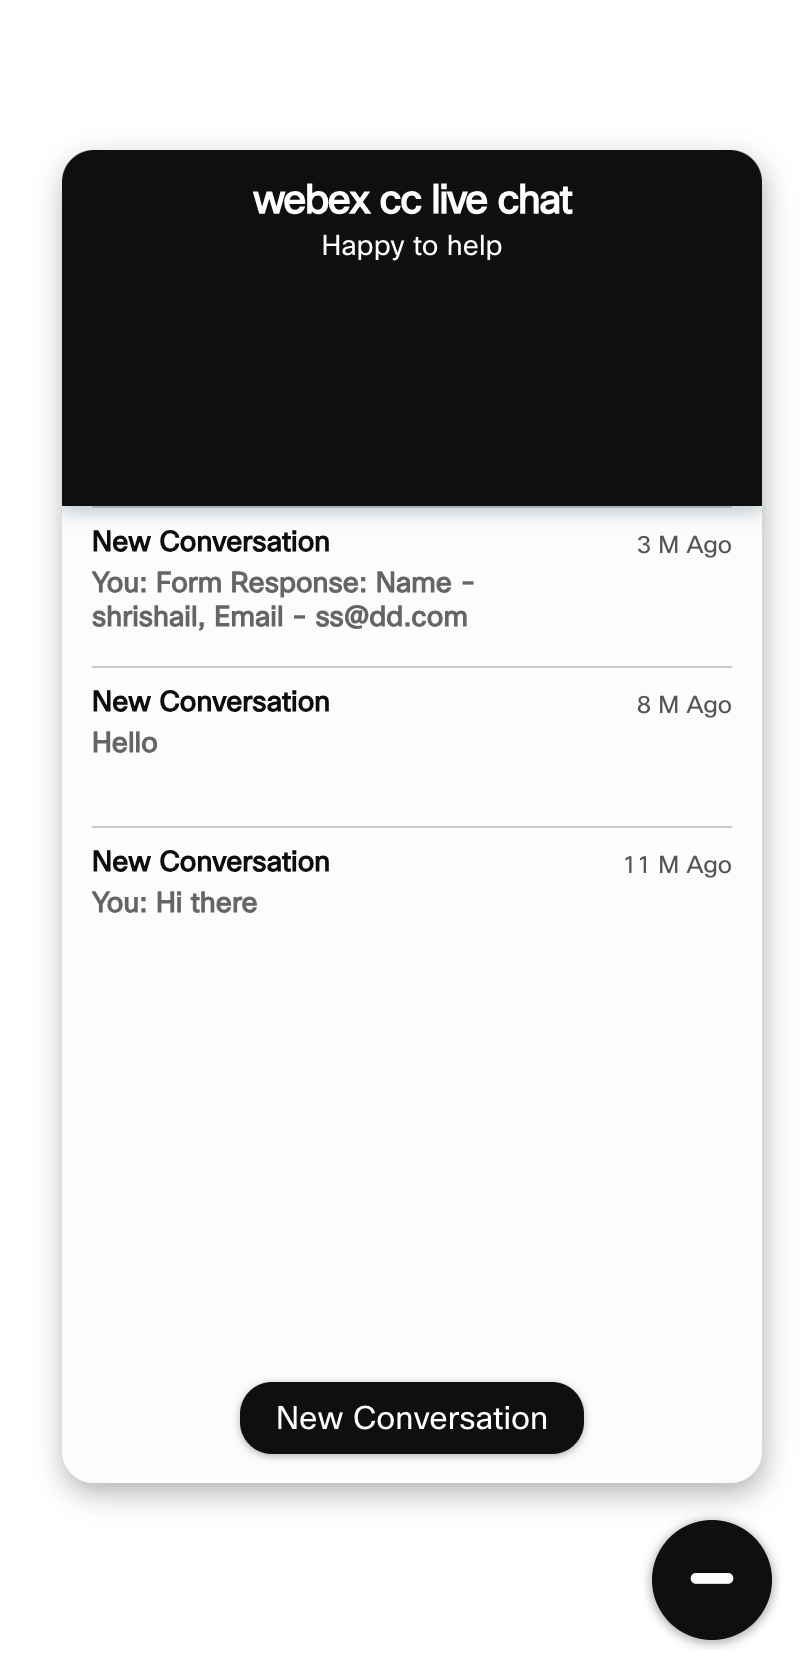 webex cc live chat
Happy to help
New Conversation
3 M Ago
You: Form Response: Name -
shrishail, Email - ss@dd.com
New Conversation
8 M Ago
Hello
New Conversation
11 M Ago
You: Hi there
New Conversation